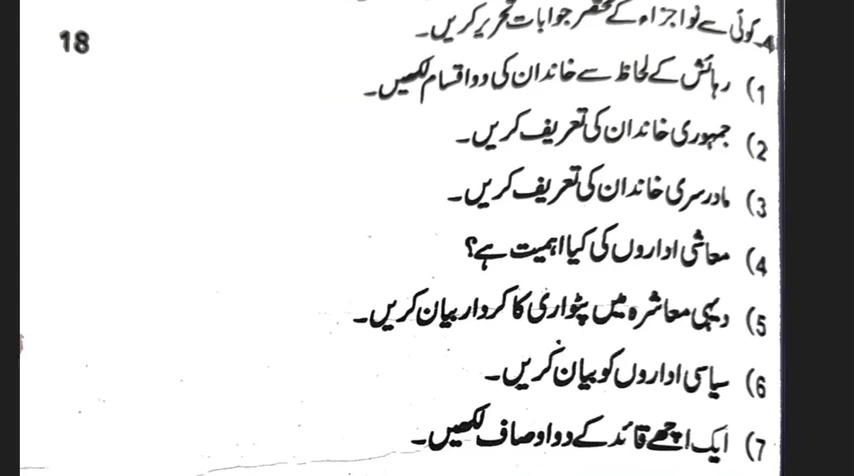 4۔ کوئی سے نو اجزاء کے مختصر جوابات تحریر کریں۔ 18
1) رہائش کے لحاظ سے خاندان کی دو اقسام لکھیں۔
2) جمہوری خاندان کی تعریف کریں۔
3) مادرسری خاندان کی تعریف کریں۔
4) معاشی اداروں کی کیا اہمیت ہے؟
5) دیہی معاشرہ میں پٹواری کا کردار بیان کریں۔
6) سیاسی اداروں کو بیان کریں۔
7) ایک اچھے قائد کے دو اوصاف لکھیں۔